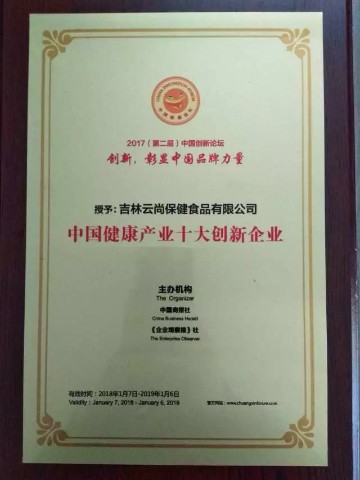 2017（第二届）中国创新论坛
创新，彰显中国品牌力量
授予：吉林云尚保健食品有限公司
中国健康产业十大创新企业
主办机构
The Organizer
中国商报社
China Business Herald
《企业观察报》社
The Enterprise Observer
有效时间：2018年1月7日-2019年1月6日
Validity: January 7, 2018 - January 6, 2019